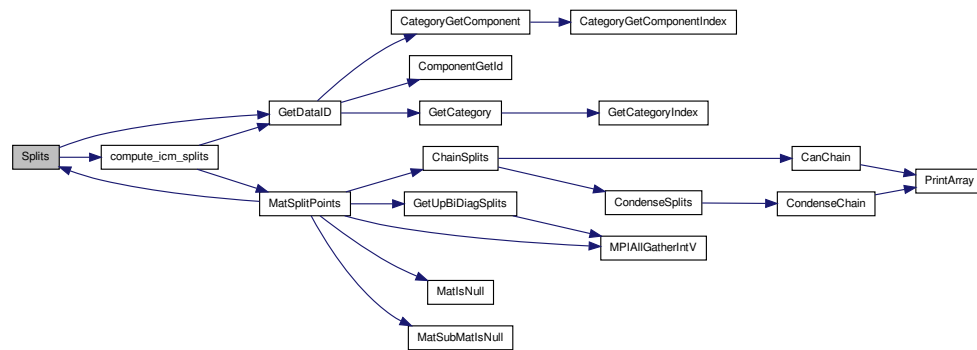 CategoryGetComponent
CategoryGetComponentIndex
ComponentGetId
GetDataID
GetCategory
GetCategoryIndex
Splits
compute_icm_splits
ChainSplits
CanChain
PrintArray
MatSplitPoints
GetUpBiDiagSplits
CondenseSplits
CondenseChain
MPIAllGatherIntV
MatIsNull
MatSubMatIsNull